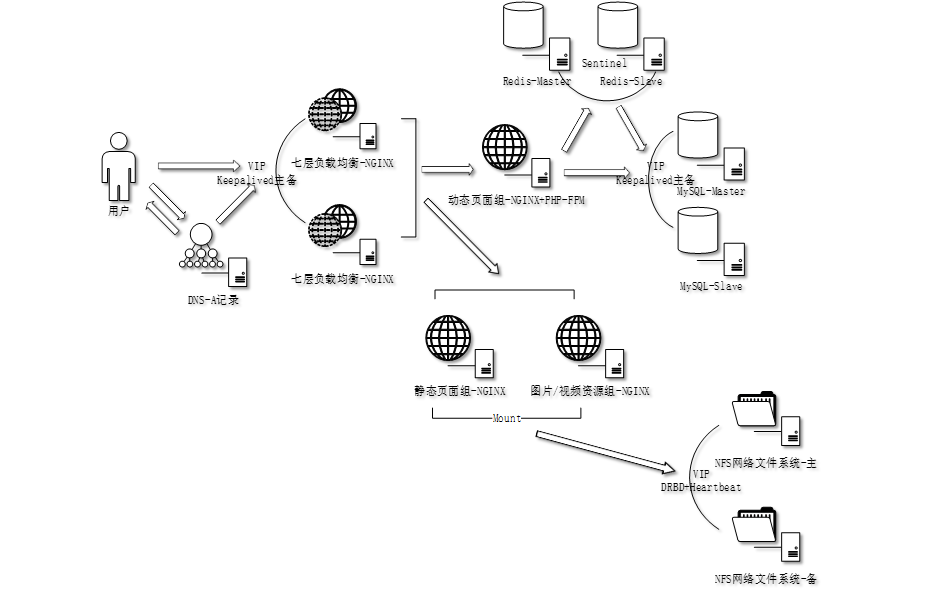 Sentinel
Redis-Master
Redis-Slave
VIP
Keepalived主备
七层负载均衡-NGINX
用户
七层负载均衡-NGINX
DNS-A记录
动态页面组-NGINX+PHP-FPM
VIP
Keepalived主备
MySQL-Master
MySQL-Slave
静态页面组-NGINX
图片/视频资源组-NGINX
Mount
NFS网络文件系统-主
VIP
DRBD+Heartbeat
NFS网络文件系统-备